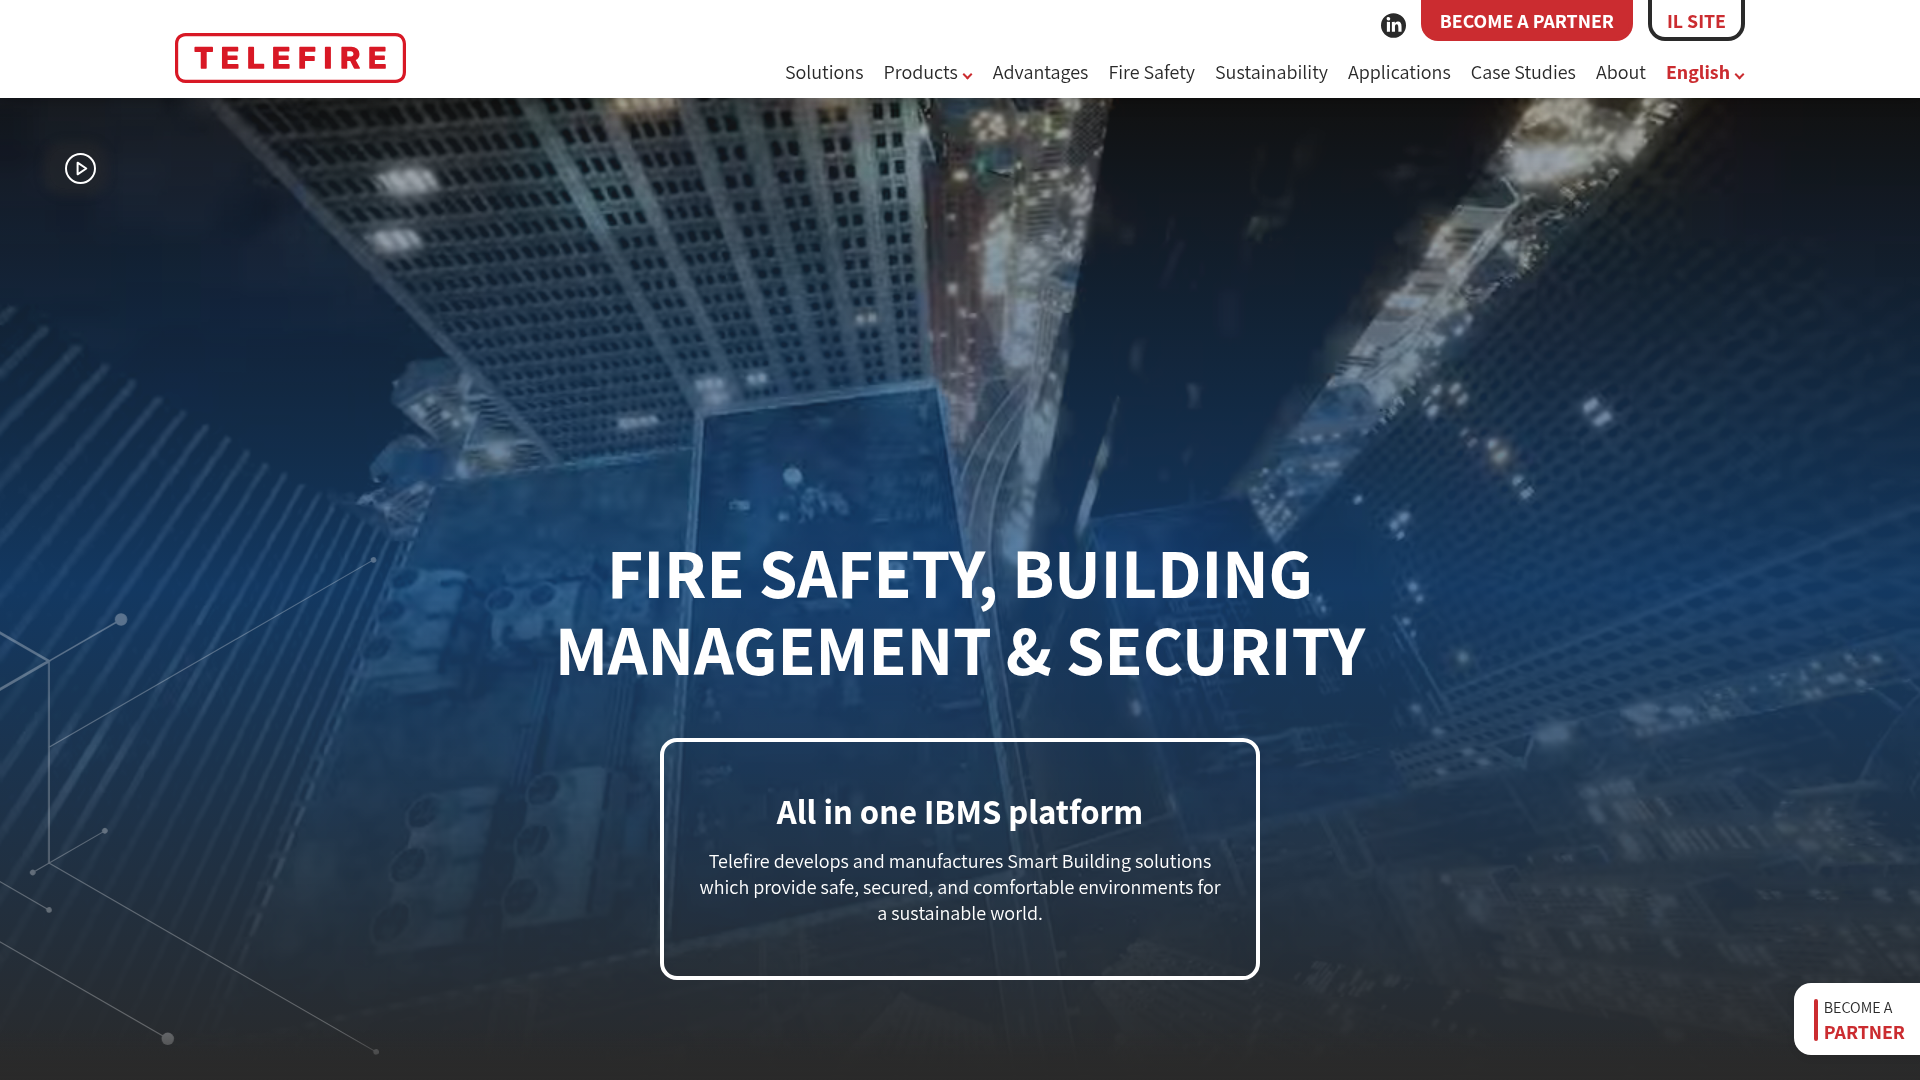 in
BECOME A PARTNER
IL SITE
TELEFIRE
Solutions Products Advantages Fire Safety Sustainability Applications Case Studies About English
FIRE SAFETY, BUILDING
MANAGEMENT & SECURITY
All in one IBMS platform
Telefire develops and manufactures Smart Building solutions
which provide safe, secured, and comfortable environments for
a sustainable world.
BECOME A
PARTNER